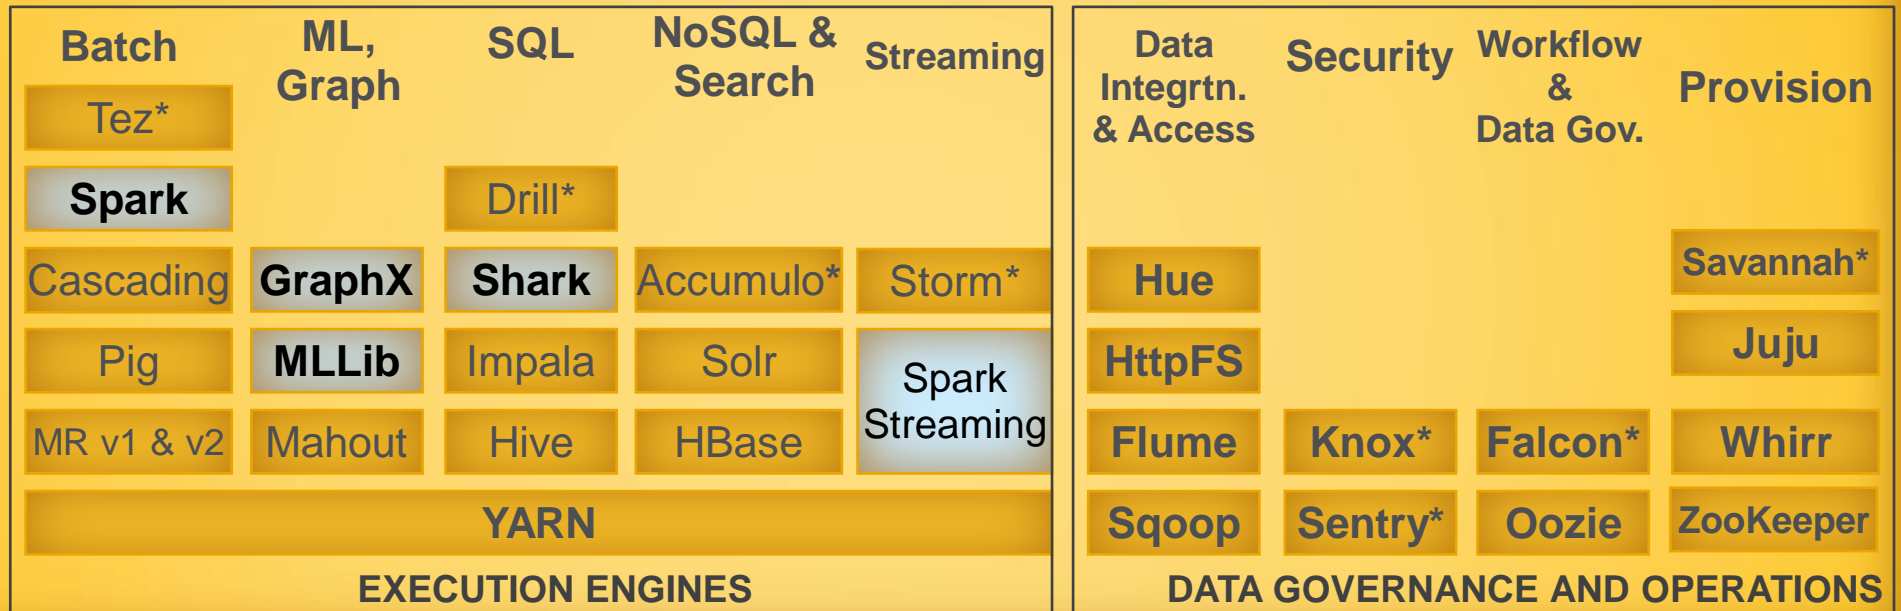 Batch
ML,
Graph
SQL
NoSQL &
Search
Streaming
Tez*
Spark
Drill*
Cascading
GraphX
Shark
Accumulo*
Storm*
Pig
MLLib
Impala
Solr
Spark
Streaming
MR v1 & v2
Mahout
Hive
HBase
YARN
EXECUTION ENGINES
Data
Integrtn.
& Access
Security
Workflow
&
Data Gov.
Provision
Hue
Savannah*
HttpFS
Juju
Flume
Knox*
Falcon*
Whirr
Sqoop
Sentry*
Oozie
ZooKeeper
DATA GOVERNANCE AND OPERATIONS